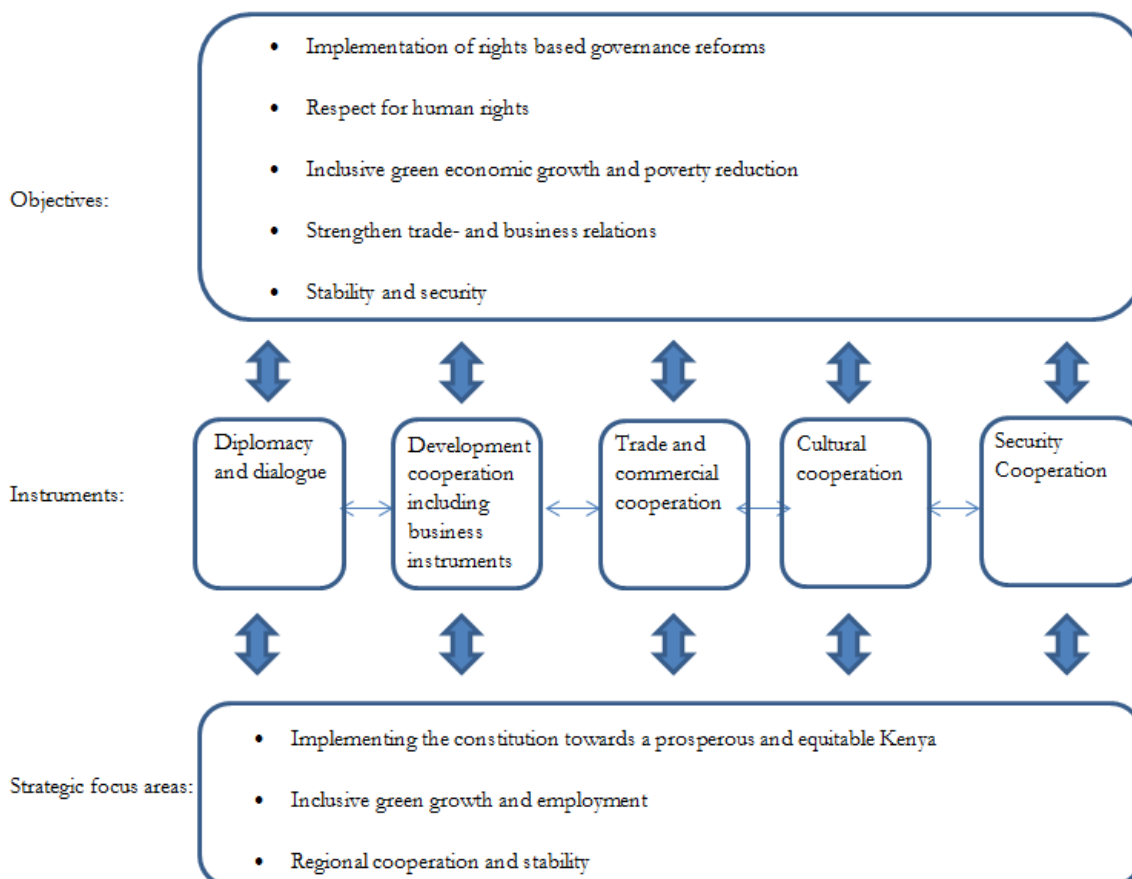 • Implementation of rights based governance reforms
• Respect for human rights
• Inclusive green economic growth and poverty reduction
Objectives:
• Strengthen trade- and business relations
• Stability and security
Instruments:
Diplomacy
and dialogue
Development
cooperation
including
business
instruments
Trade and
commercial
cooperation
Cultural
cooperation
Security
Cooperation
• Implementing the constitution towards a prosperous and equitable Kenya
Strategic focus areas:
• Inclusive green growth and employment
• Regional cooperation and stability